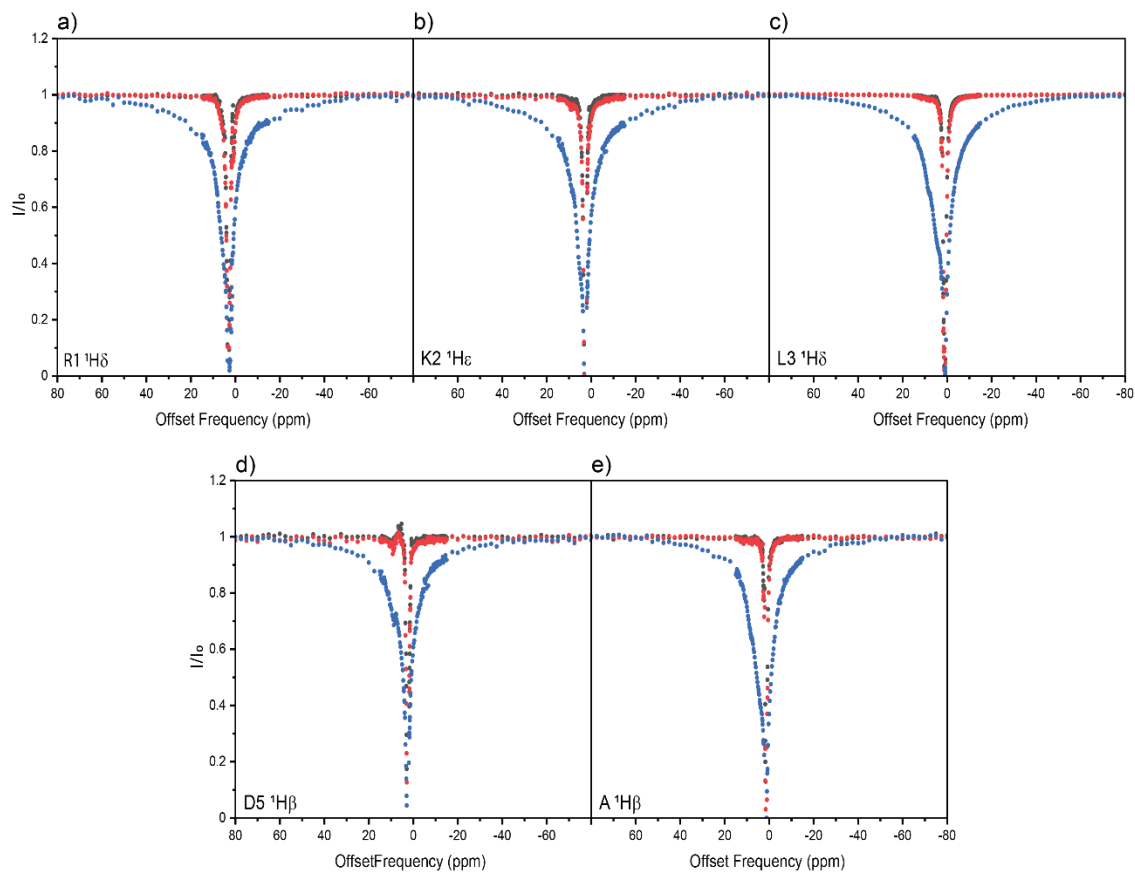 a) b) c)
1.2
1
0.8
0.6
0.4
0.2
0
I/Iₒ
R1 ¹Hδ K2 ¹Hε L3 ¹Hδ
80 60 40 20 0 -20 -40 -60 60 40 20 0 -20 -40 -60 60 40 20 0 -20 -40 -60 -80
Offset Frequency (ppm) Offset Frequency (ppm) Offset Frequency (ppm)
d) e)
1.2
1
0.8
0.6
0.4
0.2
0
I/Iₒ
D5 ¹Hβ A ¹Hβ
80 60 40 20 0 -20 -40 -60 60 40 20 0 -20 -40 -60 -80
OffsetFrequency (ppm) Offset Frequency (ppm)